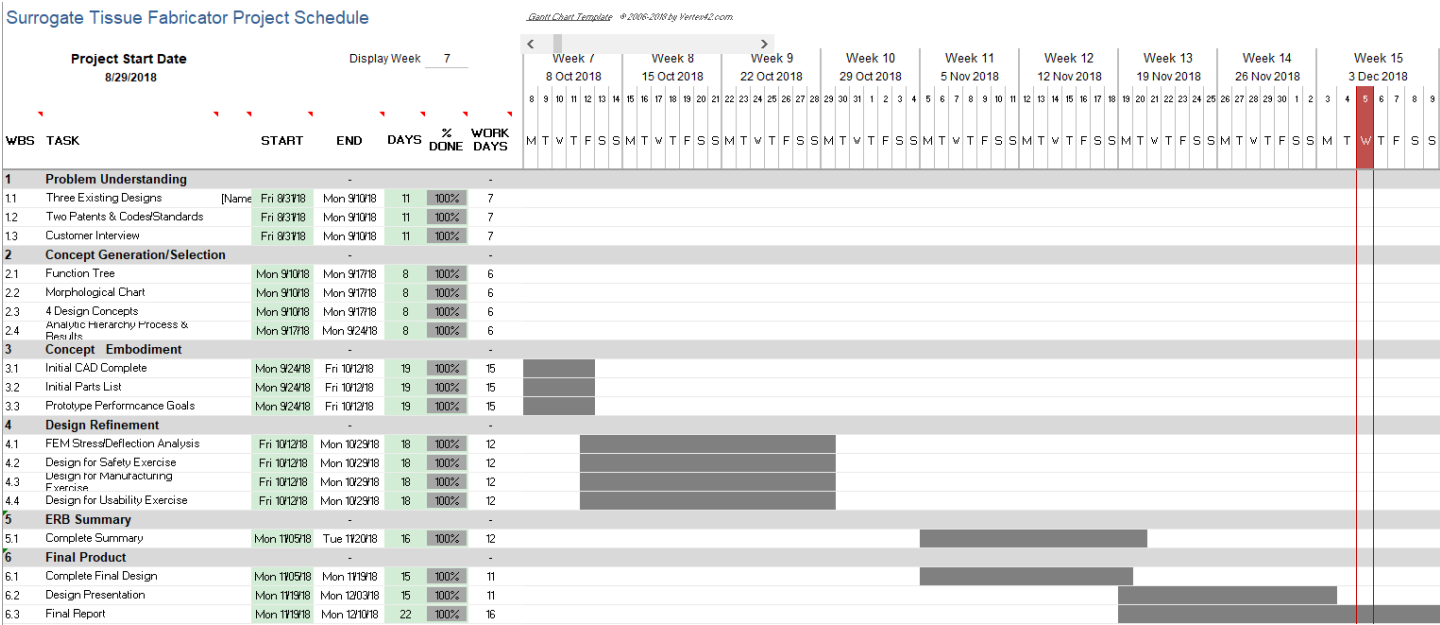 Surrogate Tissue Fabricator Project Schedule
Gantt Chart Template © 2006-2018 by Vertex42.com.
Project Start Date Display Week 7
8/29/2018
Week 7 Week 8 Week 9 Week 10 Week 11 Week 12 Week 13 Week 14 Week 15
8 Oct 2018 15 Oct 2018 22 Oct 2018 29 Oct 2018 5 Nov 2018 12 Nov 2018 19 Nov 2018 26 Nov 2018 3 Dec 2018
8 9 10 11 12 13 14 15 16 17 18 19 20 21 22 23 24 25 26 27 28 29 30 31 1 2 3 4 5 6 7 8 9 10 11 12 13 14 15 16 17 18 19 20 21 22 23 24 25 26 27 28 29 30 1 2 3 4 5 6 7 8 9
WBS TASK START END DAYS % DONE WORK DAYS M T W T F S S M T W T F S S M T W T F S S M T W T F S S M T W T F S S M T W T F S S M T W T F S S M T W T F S S M T W T F S S
1 Problem Understanding - -
1.1 Three Existing Designs [Name Fri 8/31/18 Mon 9/10/18 11 100% 7
1.2 Two Patents & Codes/Standards Fri 8/31/18 Mon 9/10/18 11 100% 7
1.3 Customer Interview Fri 8/31/18 Mon 9/10/18 11 100% 7
2 Concept Generation/Selection - -
2.1 Function Tree Mon 9/10/18 Mon 9/17/18 8 100% 6
2.2 Morphological Chart Mon 9/10/18 Mon 9/17/18 8 100% 6
2.3 4 Design Concepts Mon 9/10/18 Mon 9/17/18 8 100% 6
2.4 Analytic Hierarchy Process & Results Mon 9/17/18 Mon 9/24/18 8 100% 6
3 Concept Embodiment - -
3.1 Initial CAD Complete Mon 9/24/18 Fri 10/12/18 19 100% 15
3.2 Initial Parts List Mon 9/24/18 Fri 10/12/18 19 100% 15
3.3 Prototype Performcance Goals Mon 9/24/18 Fri 10/12/18 19 100% 15
4 Design Refinement - -
4.1 FEM Stress/Deflection Analysis Fri 10/12/18 Mon 10/29/18 18 100% 12
4.2 Design for Safety Exercise Fri 10/12/18 Mon 10/29/18 18 100% 12
4.3 Design for Manufacturing Exercise Fri 10/12/18 Mon 10/29/18 18 100% 12
4.4 Design for Usability Exercise Fri 10/12/18 Mon 10/29/18 18 100% 12
5 ERB Summary - -
5.1 Complete Summary Mon 11/05/18 Tue 11/20/18 16 100% 12
6 Final Product - -
6.1 Complete Final Design Mon 11/05/18 Mon 11/19/18 15 100% 11
6.2 Design Presentation Mon 11/19/18 Mon 12/03/18 15 100% 11
6.3 Final Report Mon 11/19/18 Mon 12/10/18 22 100% 16